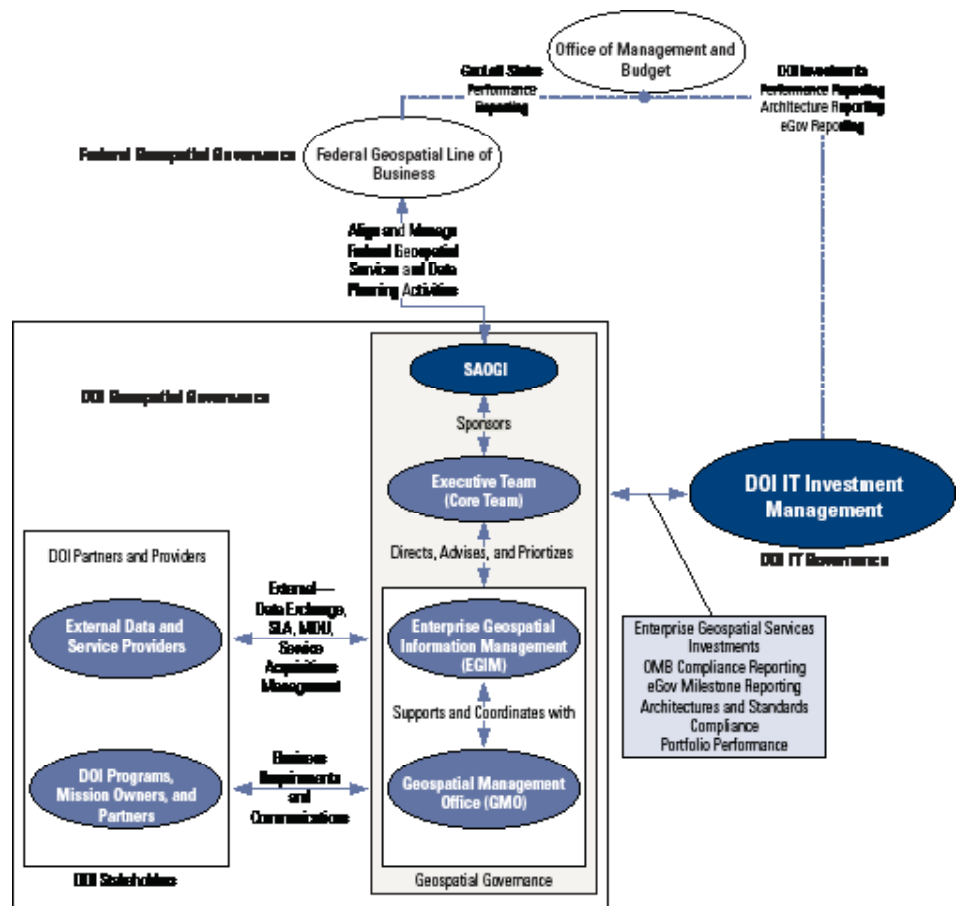 Office of Management and
Budget
GeoLoB Status
Performance
Reporting
DOI Investments
Performance Reporting
Architecture Reporting
eGov Reporting
Federal Geospatial Governance
Federal Geospatial Line of
Business
Align and Manage
Federal Geospatial
Services and Data
Planning Activities
DOI Geospatial Governance
SAOGI
Sponsors
Executive Team
(Core Team)
Directs, Advises, and Prioritizes
DOI IT Investment
Management
DOI IT Governance
DOI Partners and Providers
External Data and
Service Providers
External—
Data Exchange,
SLA, MOU,
Service
Acquisitions
Management
Enterprise Geospatial
Information Management
(EGIM)
Supports and Coordinates with
Enterprise Geospatial Services
Investments
OMB Compliance Reporting
eGov Milestone Reporting
Architectures and Standards
Compliance
Portfolio Performance
DOI Programs,
Mission Owners, and
Partners
Business
Requirements
and
Communications
Geospatial Management
Office (GMO)
DOI Stakeholders
Geospatial Governance